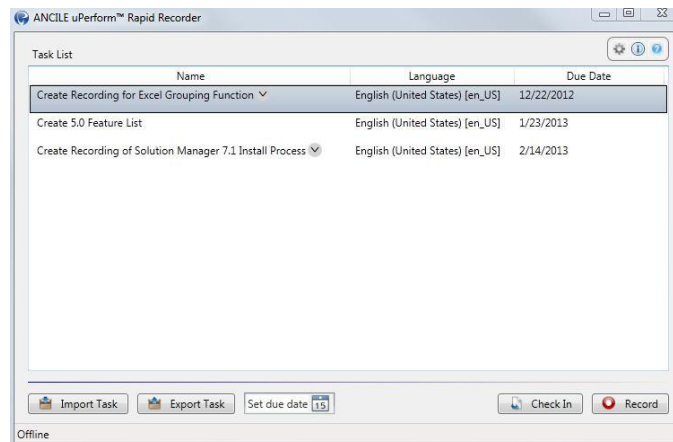 ANCILE uPerform™ Rapid Recorder
Task List
Name Language Due Date
Create Recording for Excel Grouping Function English (United States) [en_US] 12/22/2012
Create 5.0 Feature List English (United States) [en_US] 1/23/2013
Create Recording of Solution Manager 7.1 Install Process English (United States) [en_US] 2/14/2013
Import Task Export Task Set due date 15 Check In Record
Offline